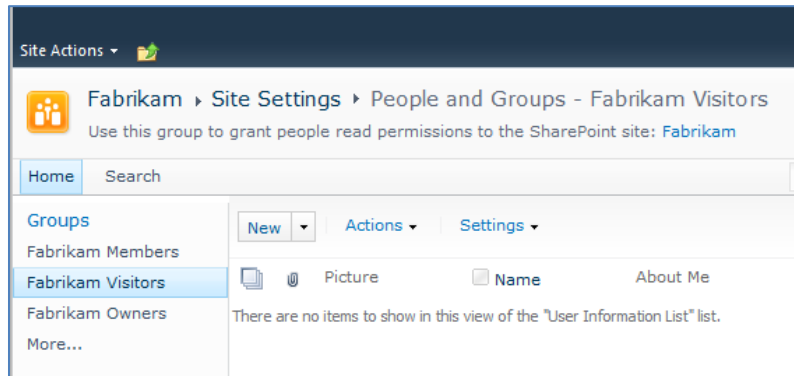 Site Actions
Fabrikam Site Settings People and Groups - Fabrikam Visitors
Use this group to grant people read permissions to the SharePoint site: Fabrikam
Home Search
Groups
New Actions Settings
Fabrikam Members
Fabrikam Visitors
Picture Name About Me
Fabrikam Owners
There are no items to show in this view of the "User Information List" list.
More...